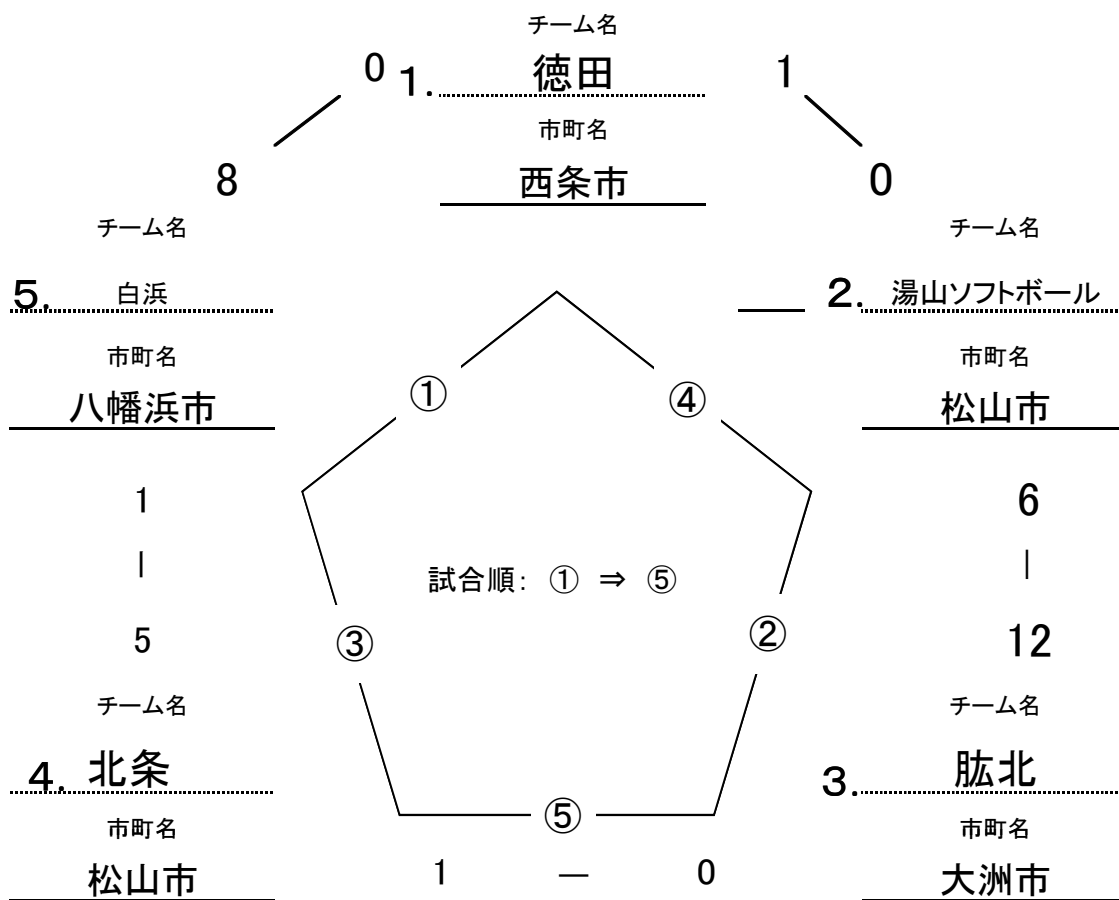 チーム名
0 1. 徳田 1
市町名
8 西条市 0
チーム名 チーム名
5. 白浜 2. 湯山ソフトボール
市町名 市町名
① ④
八幡浜市 松山市
1 6
| |
試合順: ① ⇒ ⑤
5 12
③ ②
チーム名 チーム名
4. 北条 3. 肱北
⑤
市町名 市町名
松山市 1 — 0 大洲市